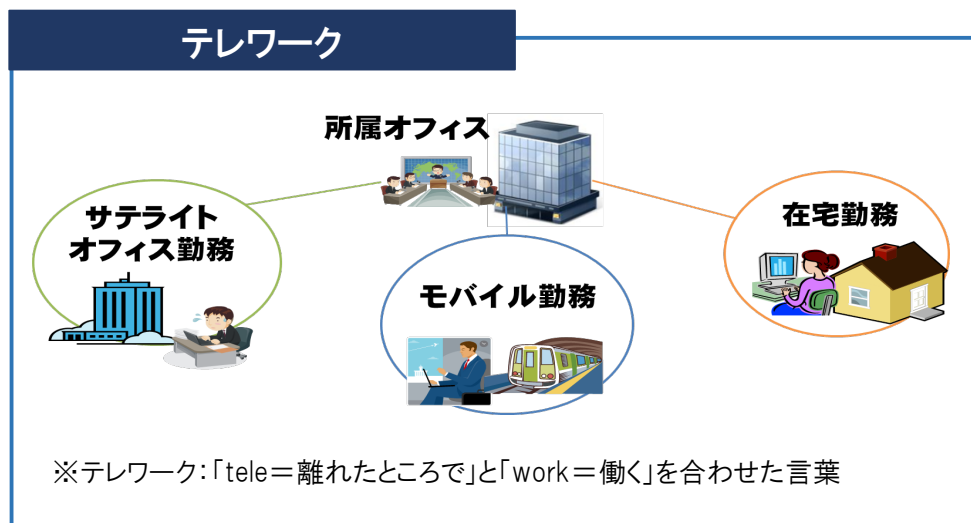 テレワーク
所属オフィス
サテライト
オフィス勤務
在宅勤務
モバイル勤務
※テレワーク:「tele＝離れたところで」と「work＝働く」を合わせた言葉